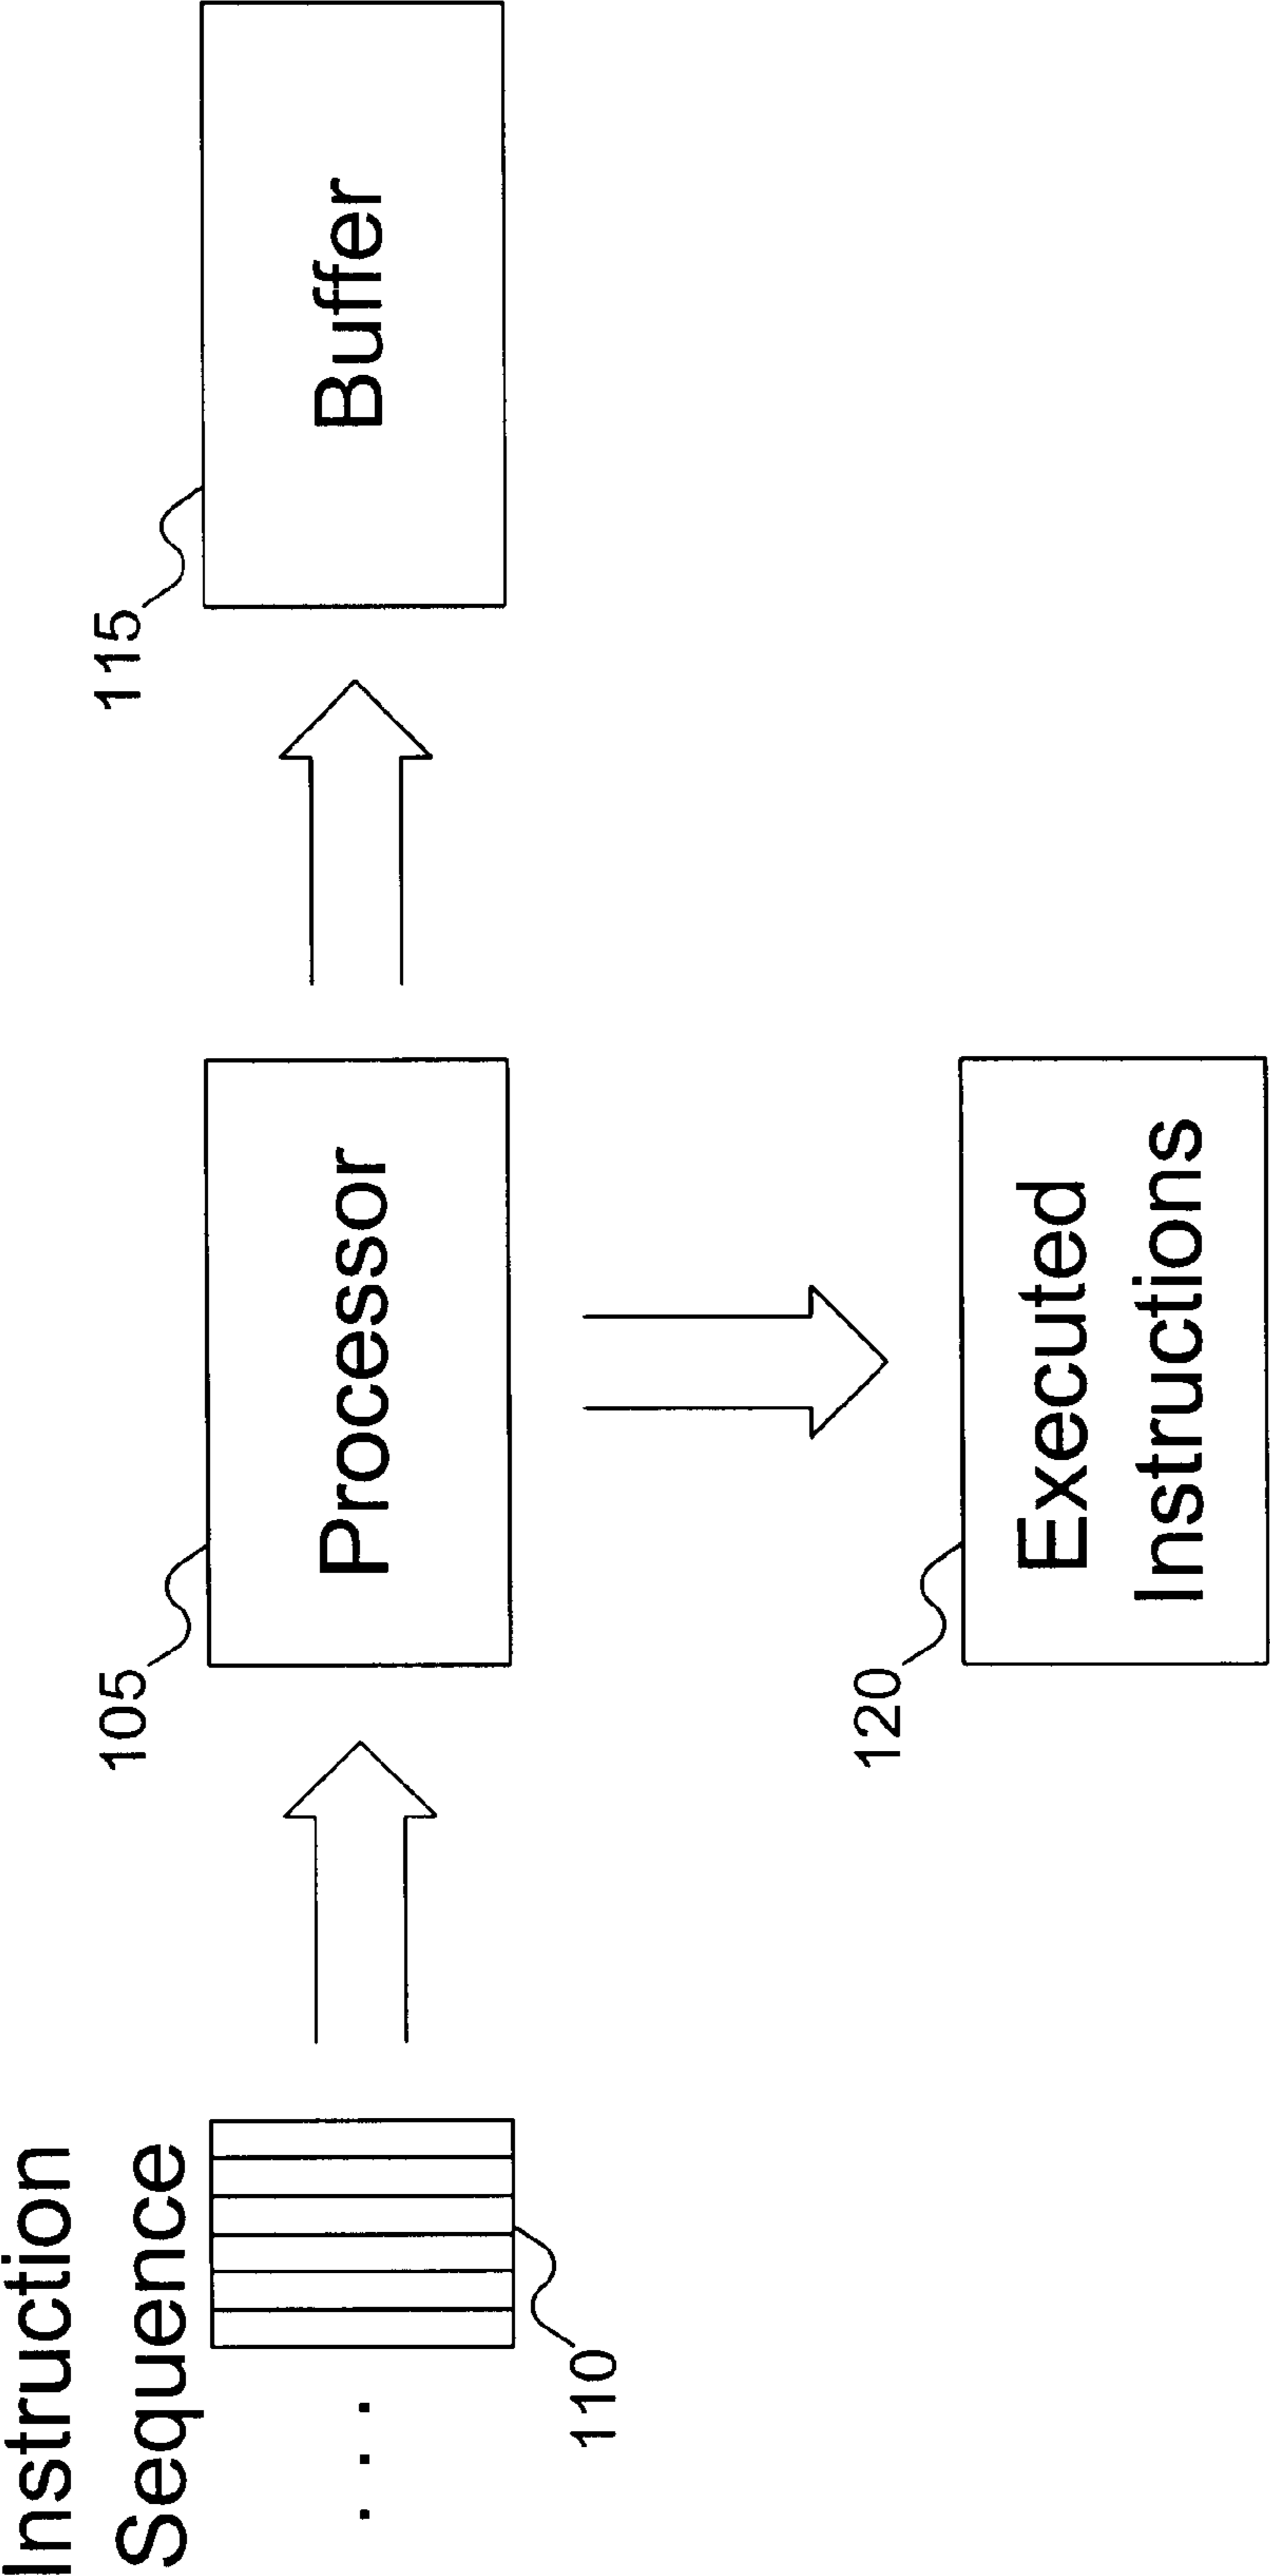 Instruction
Sequence
. . .
110
105
Processor
115
Buffer
120
Executed
Instructions